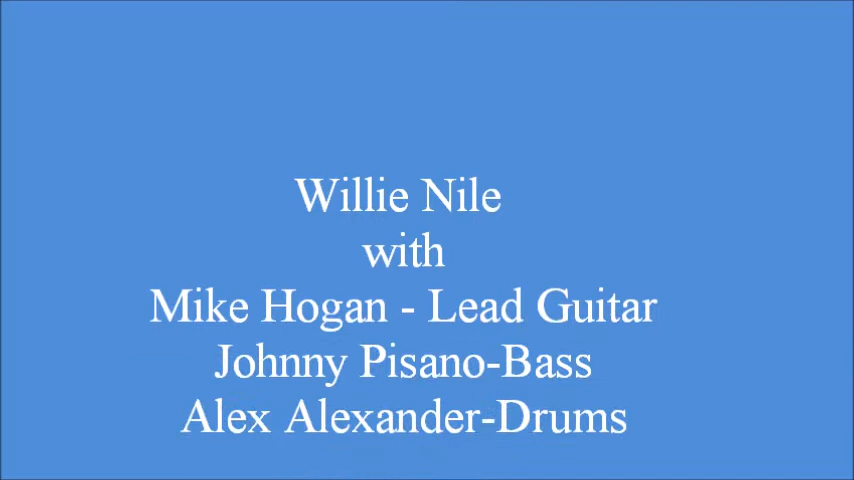 Willie Nile
with
Mike Hogan - Lead Guitar
Johnny Pisano-Bass
Alex Alexander-Drums